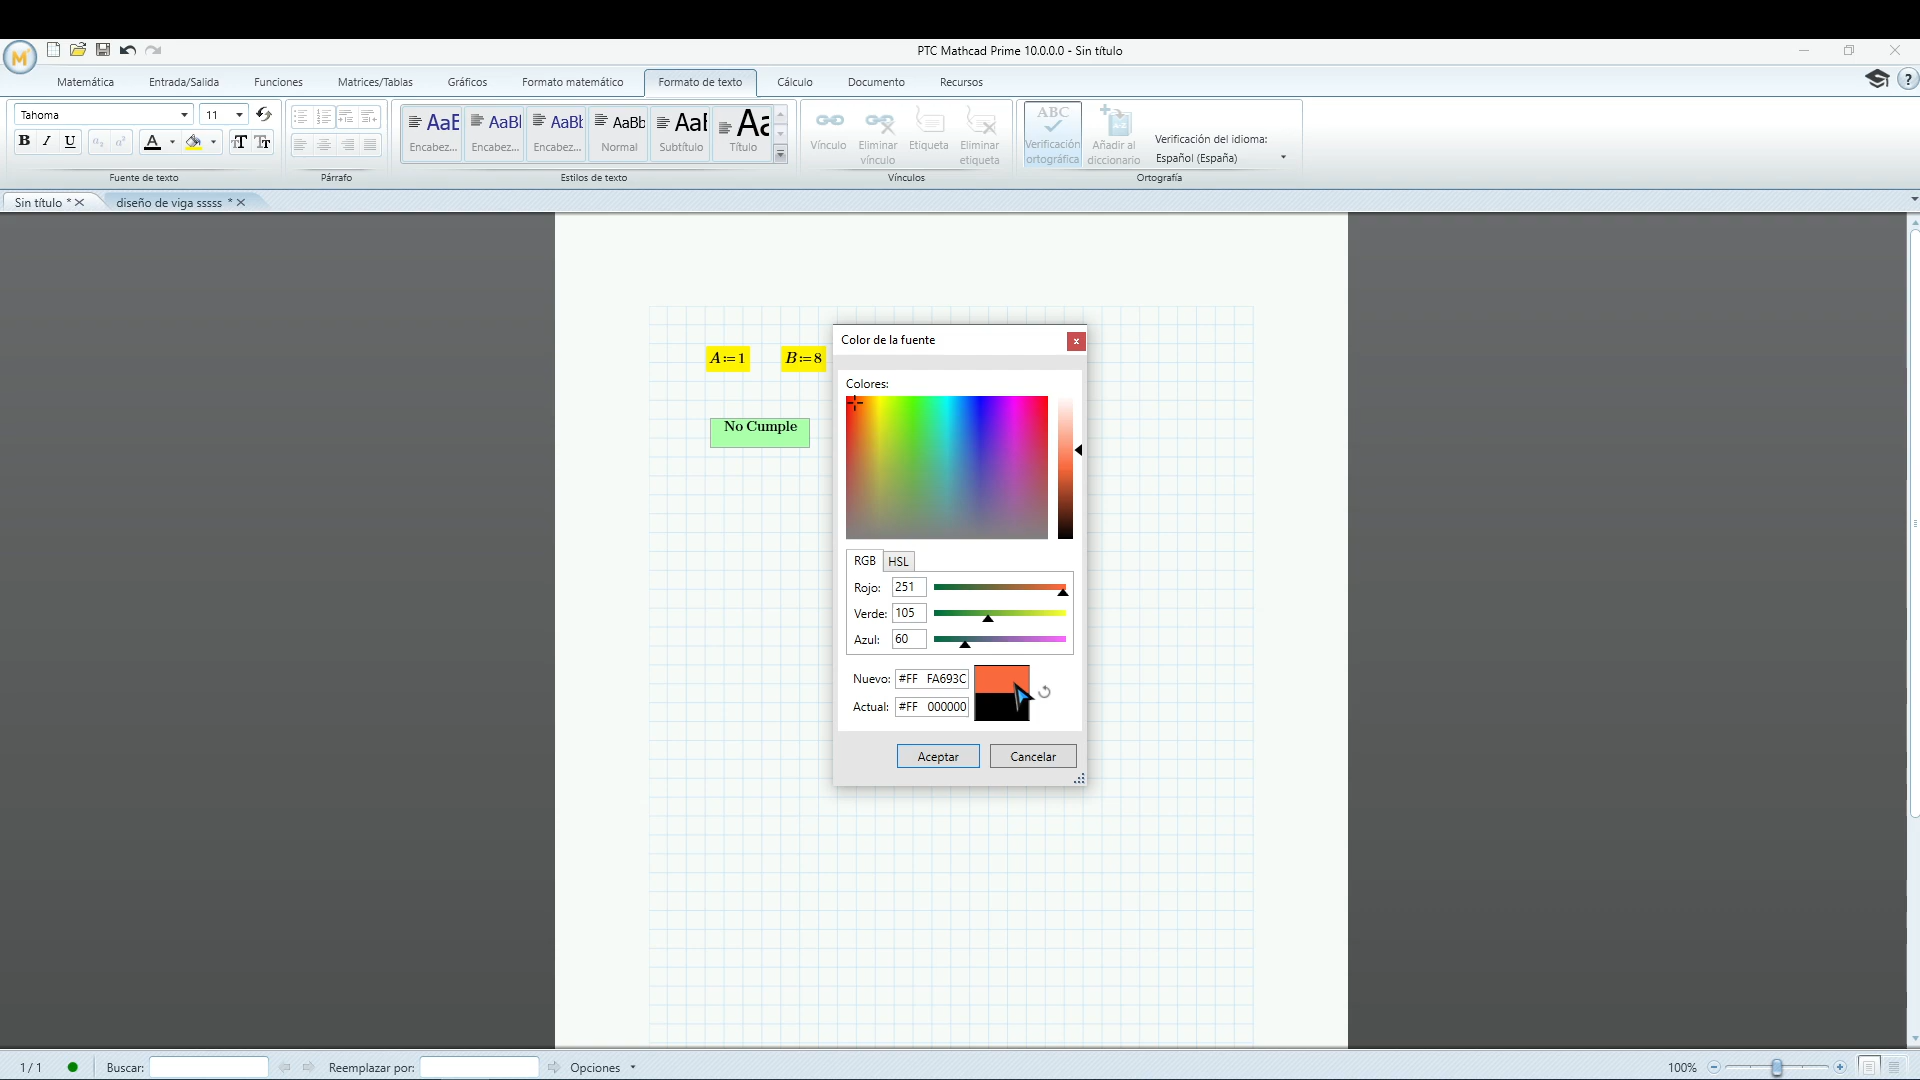 PTC Mathcad Prime 10.0.0.0 - Sin título
Matemática Entrada/Salida Funciones Matrices/Tablas Gráficos Formato matemático Formato de texto Cálculo Documento Recursos
Tahoma 11
B I U
Fuente de texto
Párrafo
AaE AaBl AaBb AaBb AaI Aa
Encabez... Encabez... Encabez... Normal Subtítulo Título
Estilos de texto
Vínculo Eliminar vínculo Etiqueta Eliminar etiqueta
Vínculos
ABC
Verificación ortográfica
Añadir al diccionario
Verificación del idioma:
Español (España)
Ortografía
Sin título * diseño de viga sssss *
A:=1 B:=8
No Cumple
Color de la fuente
Colores:
RGB HSL
Rojo: 251
Verde: 105
Azul: 60
Nuevo: #FF FA693C
Actual: #FF 000000
Aceptar Cancelar
1 / 1 Buscar: Reemplazar por: Opciones 100%